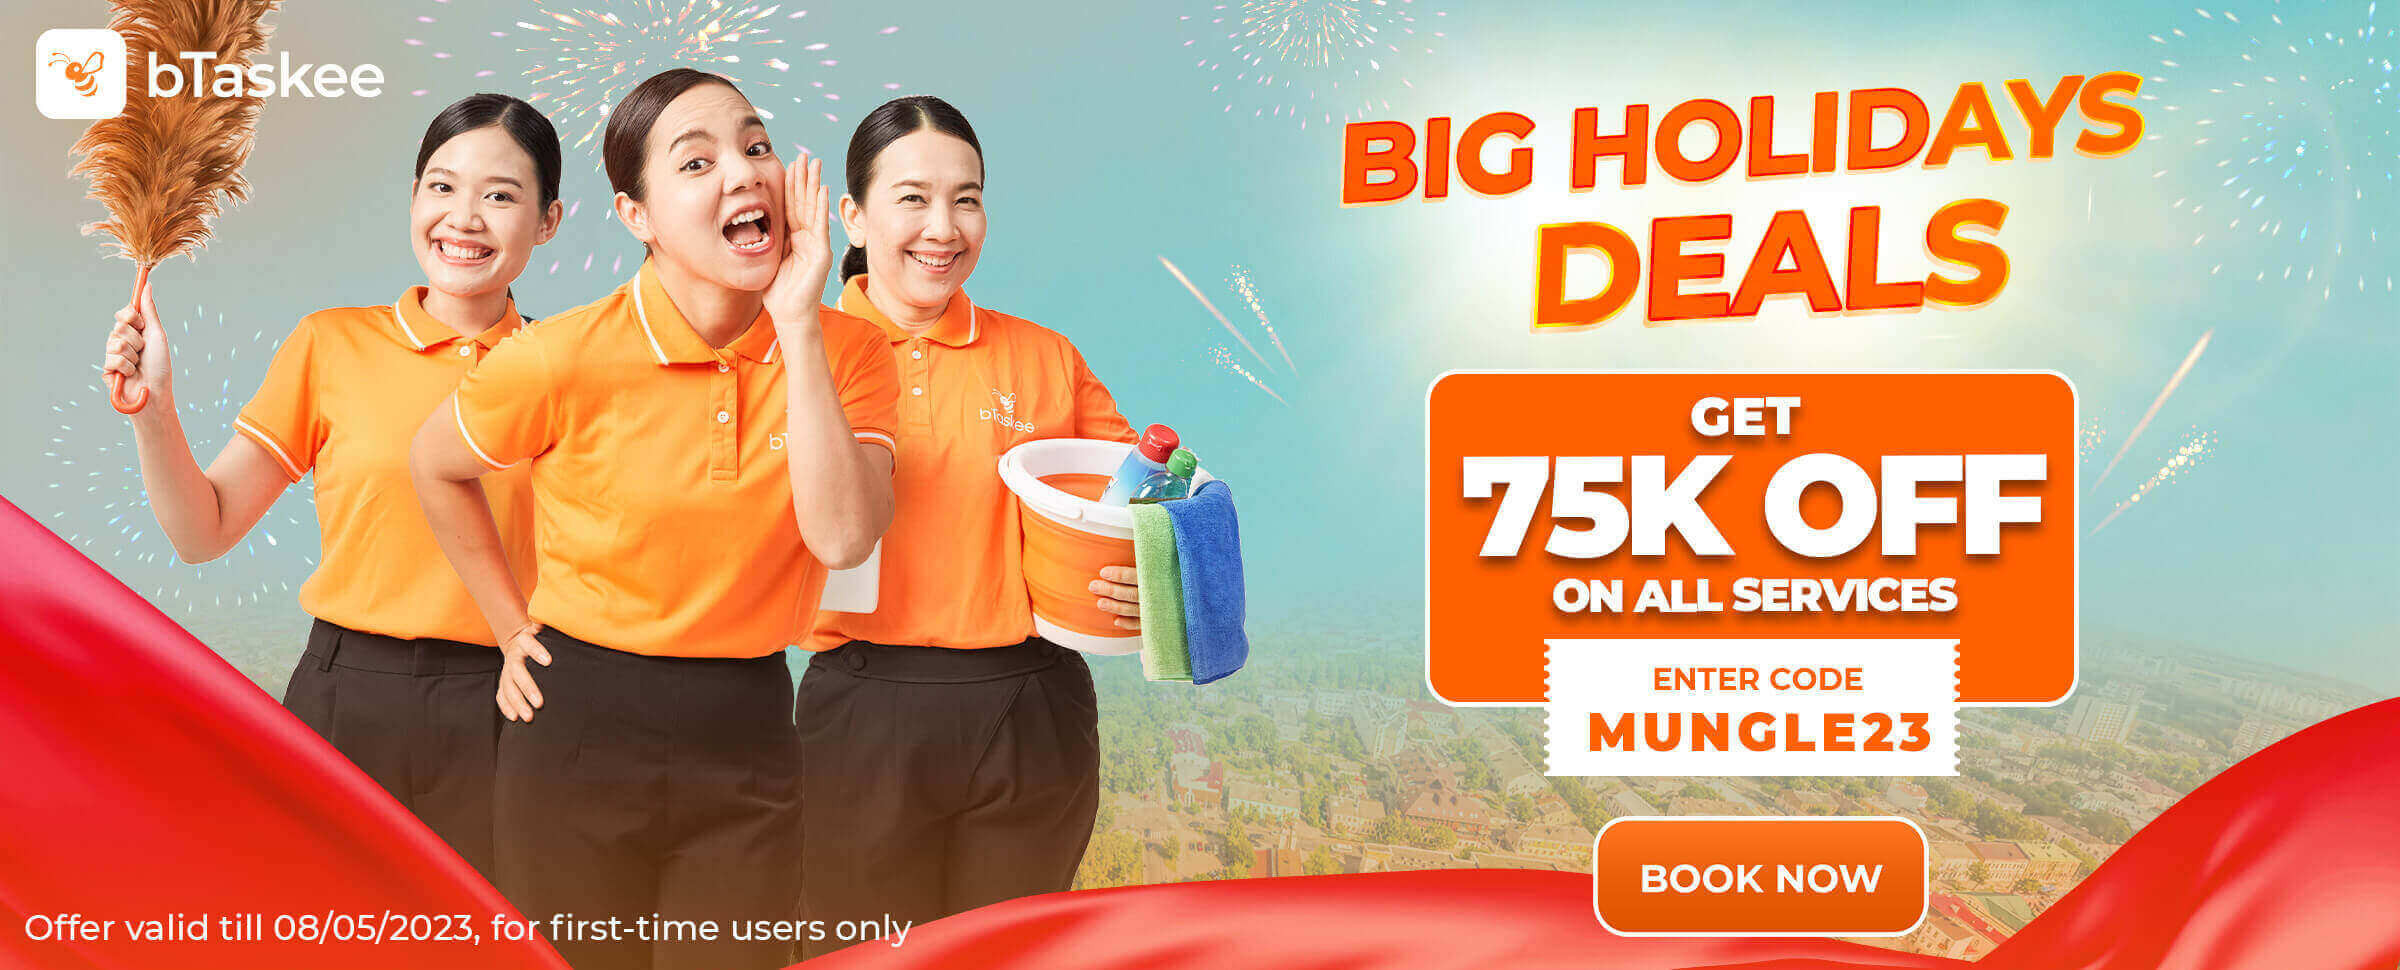 bTaskee
BIG HOLIDAYS
DEALS
GET
75K OFF
ON ALL SERVICES
ENTER CODE
MUNGLE23
BOOK NOW
bTaskee
Offer valid till 08/05/2023, for first-time users only